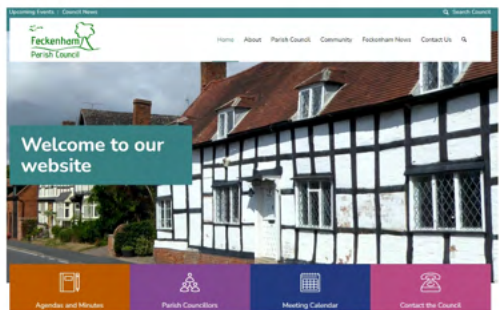 Upcoming Events | Council News
Search Council
Feckenham
Parish Council
Home About Parish Council Community Feckenham News Contact Us
Welcome to our
website
Agendas and Minutes
Parish Councillors
Meeting Calendar
Contact the Council